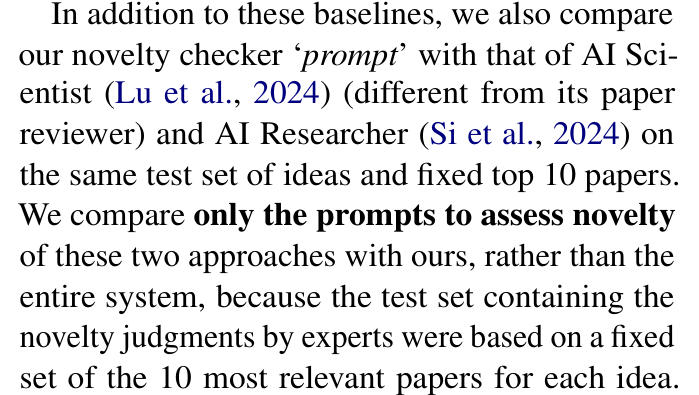 In addition to these baselines, we also compare
our novelty checker ‘prompt’ with that of AI Sci-
entist (Lu et al., 2024) (different from its paper
reviewer) and AI Researcher (Si et al., 2024) on
the same test set of ideas and fixed top 10 papers.
We compare only the prompts to assess novelty
of these two approaches with ours, rather than the
entire system, because the test set containing the
novelty judgments by experts were based on a fixed
set of the 10 most relevant papers for each idea.